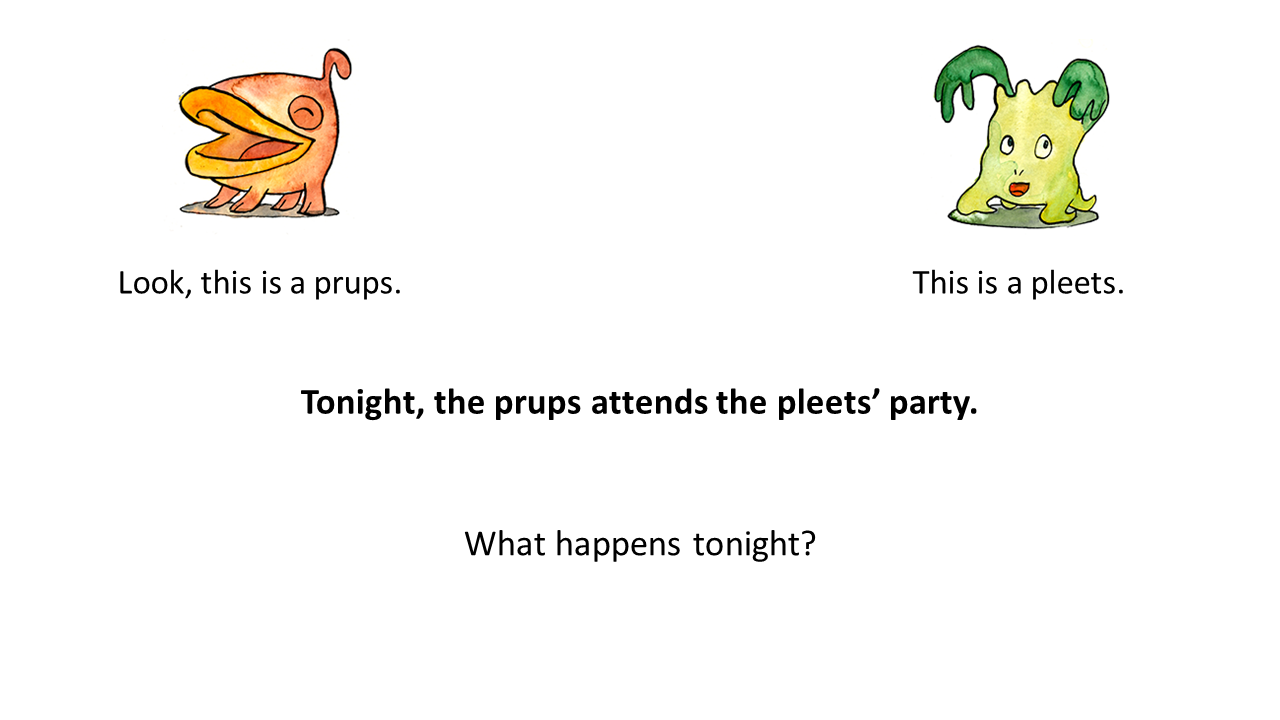 Look, this is a prups.
This is a pleets.
Tonight, the prups attends the pleets’ party.
What happens tonight?